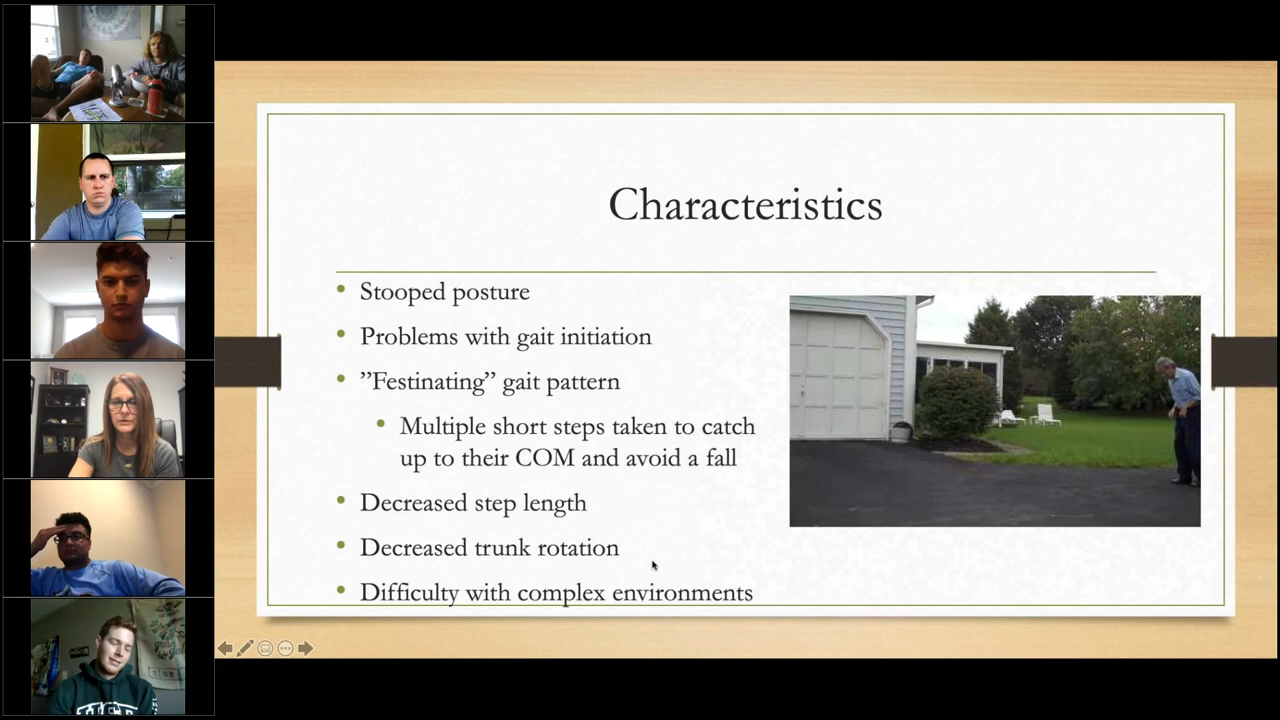 Characteristics
Stooped posture
Problems with gait initiation
”Festinating” gait pattern
Multiple short steps taken to catch
up to their COM and avoid a fall
Decreased step length
Decreased trunk rotation
Difficulty with complex environments